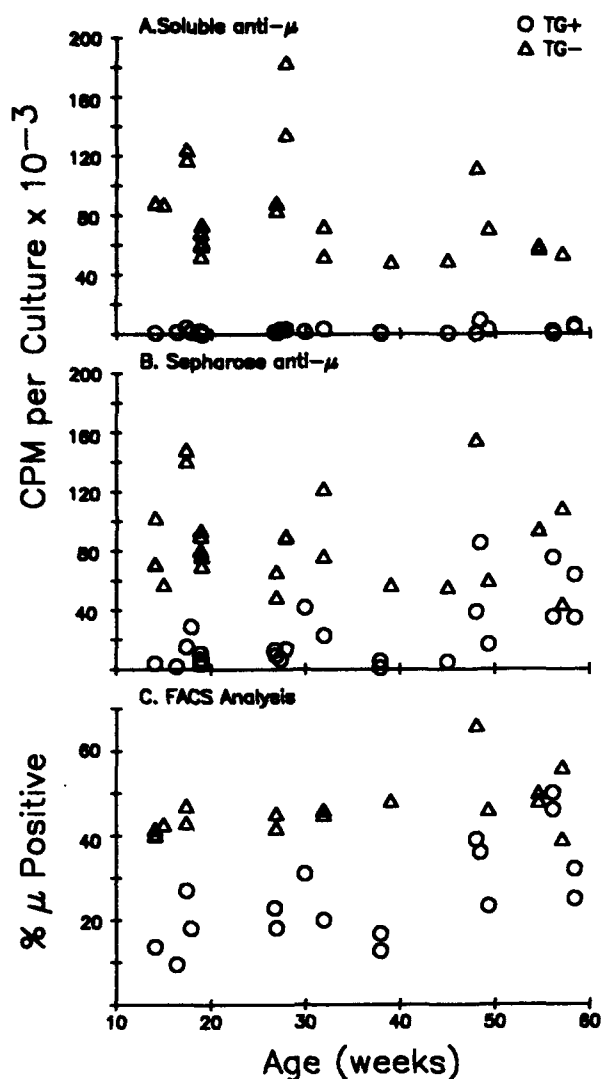 A.Soluble anti-μ
○ TG+
△ TG-
200
160
120
80
40
B. Sepharose anti-μ
200
160
120
80
40
CPM per Culture x 10-3
C. FACS Analysis
60
40
20
% μ Positive
10 20 30 40 50 60
Age (weeks)